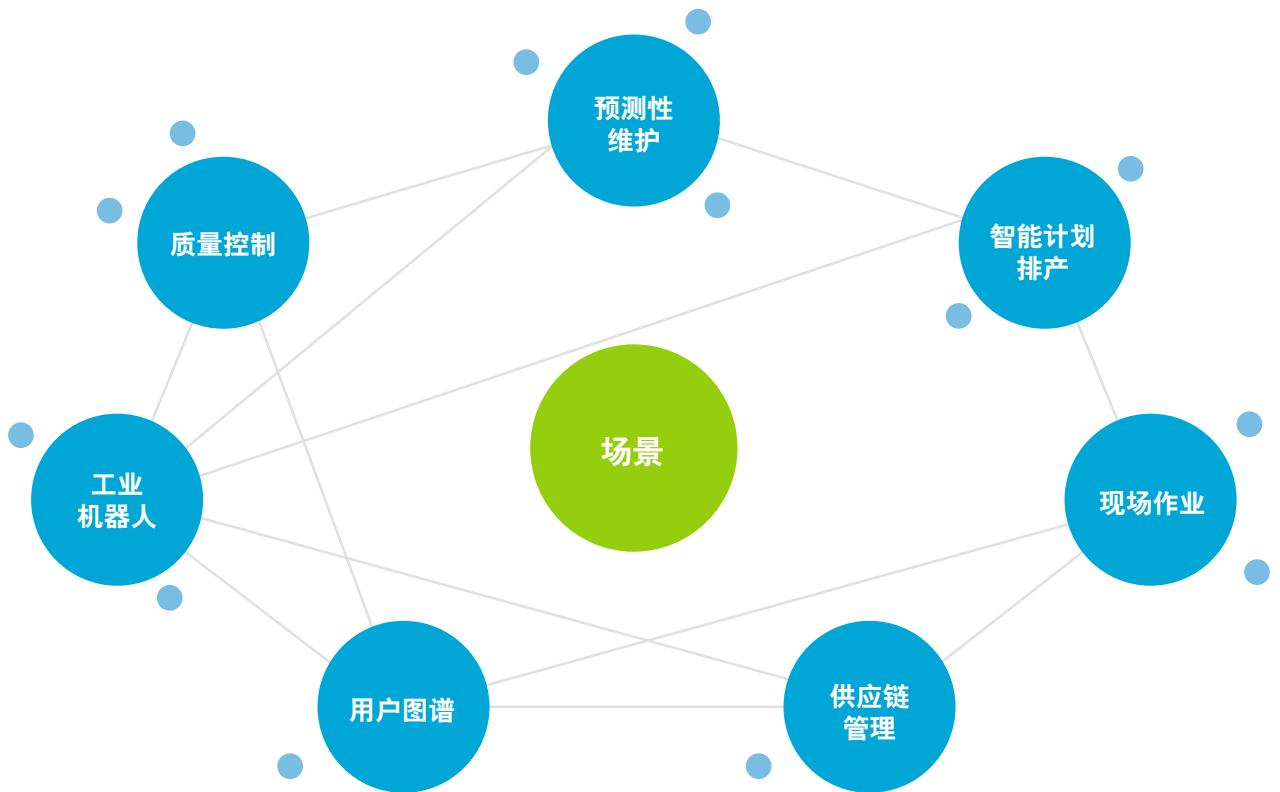 预测性
维护
质量控制
智能计划
排产
场景
工业
机器人
现场作业
用户图谱
供应链
管理